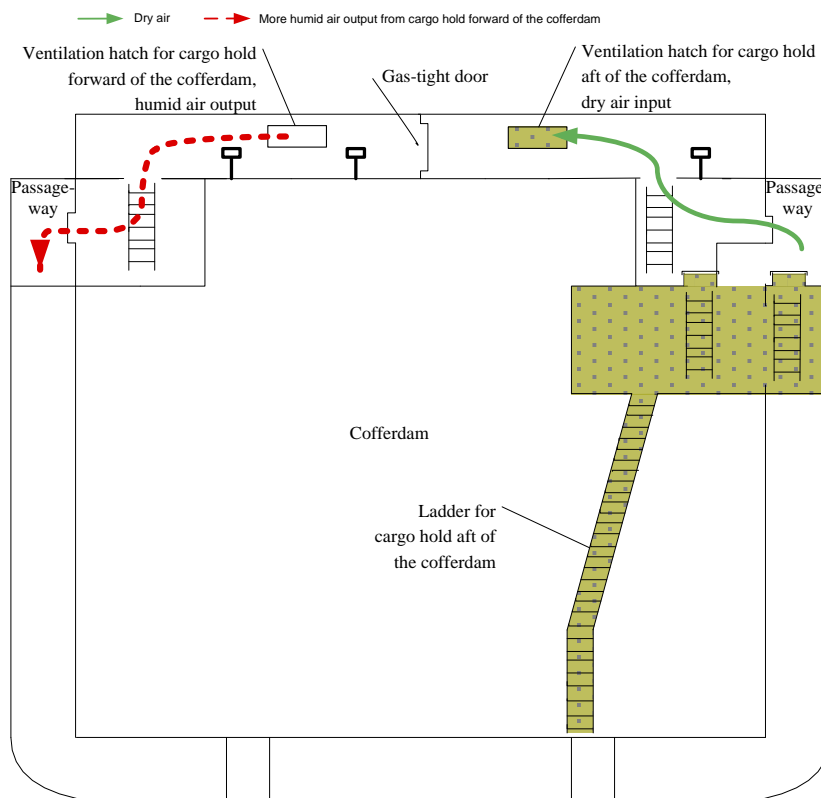 Dry air
More humid air output from cargo hold forward of the cofferdam
Ventilation hatch for cargo hold
forward of the cofferdam,
humid air output
Gas-tight door
Ventilation hatch for cargo hold
aft of the cofferdam,
dry air input
Passage-
way
Passage-
way
Cofferdam
Ladder for
cargo hold aft of
the cofferdam